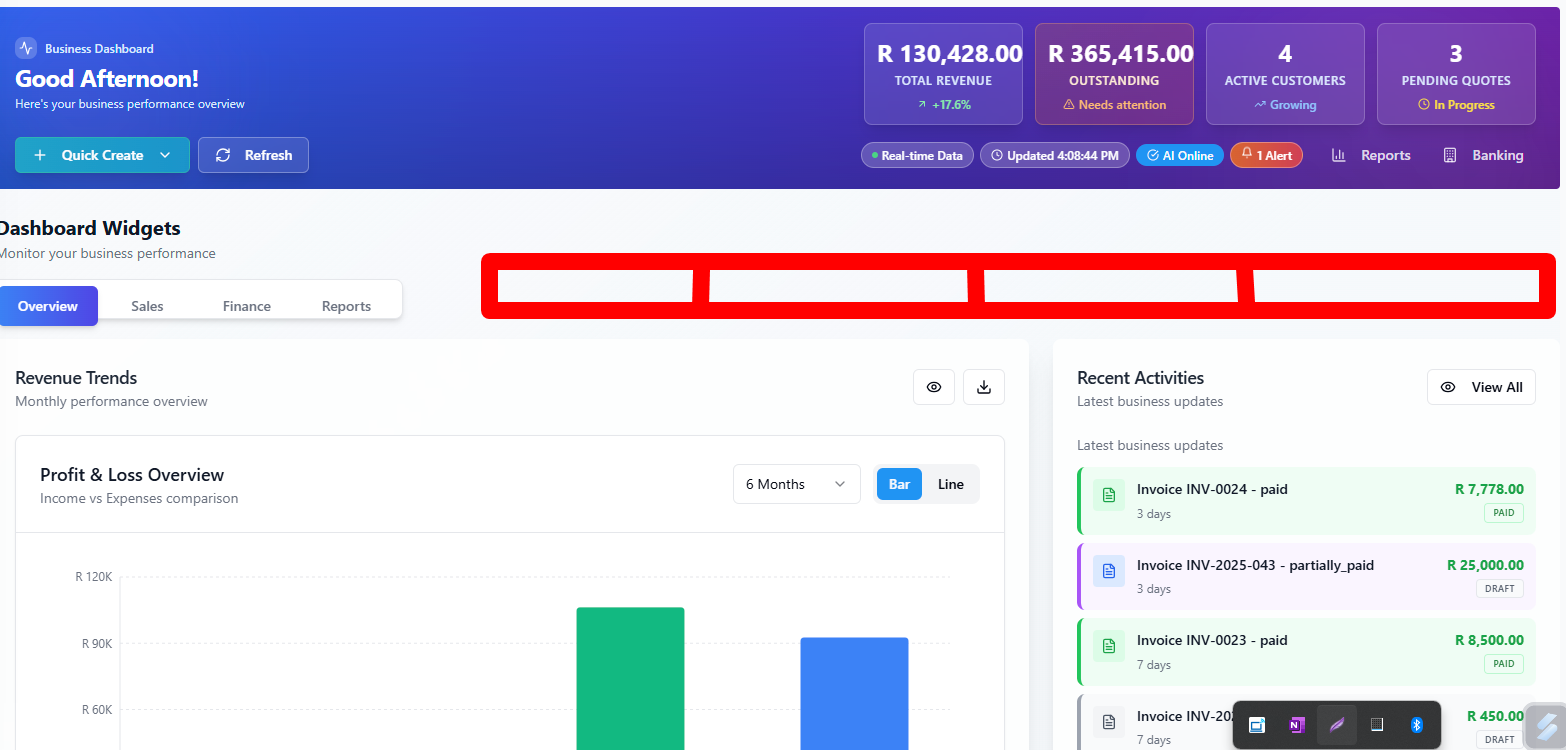 Business Dashboard
Good Afternoon!
Here's your business performance overview
Quick Create
Refresh
R 130,428.00
TOTAL REVENUE
+17.6%
R 365,415.00
OUTSTANDING
Needs attention
4
ACTIVE CUSTOMERS
Growing
3
PENDING QUOTES
In Progress
Real-time Data
Updated 4:08:44 PM
AI Online
1 Alert
Reports
Banking
Dashboard Widgets
Monitor your business performance
Overview
Sales
Finance
Reports
Revenue Trends
Monthly performance overview
Profit & Loss Overview
Income vs Expenses comparison
6 Months
Bar
Line
R 120K
R 90K
R 60K
Recent Activities
Latest business updates
View All
Latest business updates
Invoice INV-0024 - paid
R 7,778.00
3 days
PAID
Invoice INV-2025-043 - partially_paid
R 25,000.00
3 days
DRAFT
Invoice INV-0023 - paid
R 8,500.00
7 days
PAID
Invoice
R 450.00
7 days
DRAFT